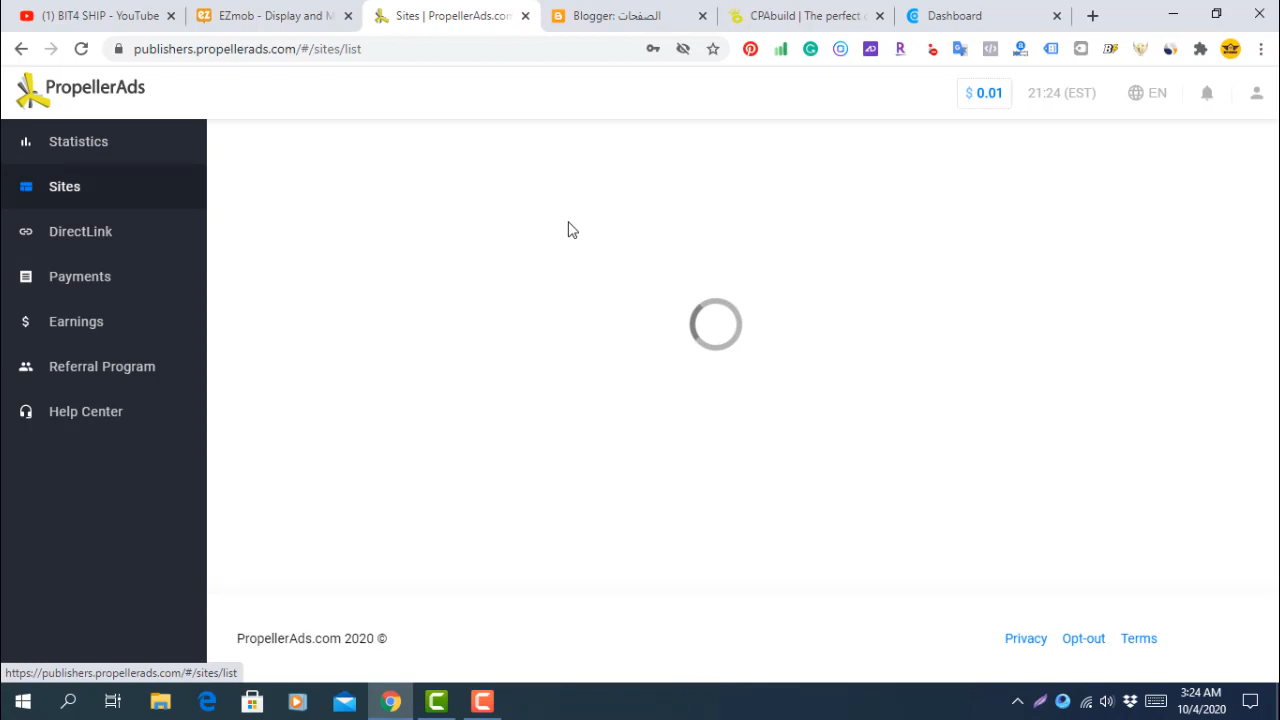 (1) BIT4 SHIP - YouTube
EZmob - Display and M
Sites | PropellerAds.com
Blogger: الصفحات
CPAbuild | The perfect c
Dashboard
publishers.propellerads.com/#/sites/list
PropellerAds
$ 0.01
21:24 (EST)
EN
Statistics
Sites
DirectLink
Payments
Earnings
Referral Program
Help Center
PropellerAds.com 2020 ©
Privacy
Opt-out
Terms
https://publishers.propellerads.com/#/sites/list
3:24 AM
10/4/2020